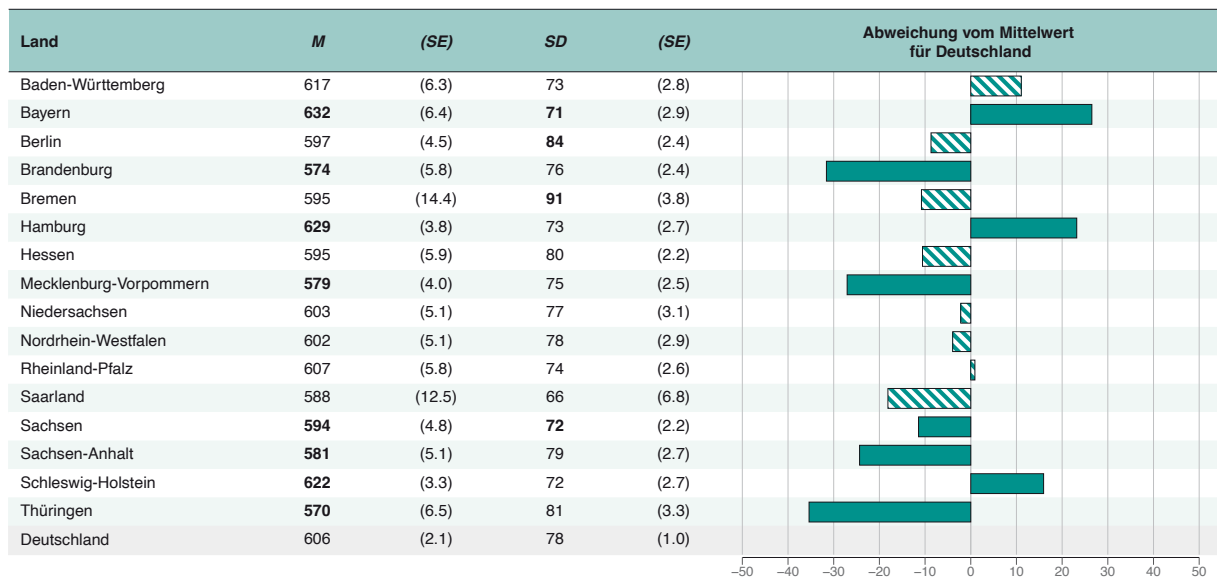 Land M (SE) SD (SE) Abweichung vom Mittelwert
für Deutschland
Baden-Württemberg 617 (6.3) 73 (2.8)
Bayern 632 (6.4) 71 (2.9)
Berlin 597 (4.5) 84 (2.4)
Brandenburg 574 (5.8) 76 (2.4)
Bremen 595 (14.4) 91 (3.8)
Hamburg 629 (3.8) 73 (2.7)
Hessen 595 (5.9) 80 (2.2)
Mecklenburg-Vorpommern 579 (4.0) 75 (2.5)
Niedersachsen 603 (5.1) 77 (3.1)
Nordrhein-Westfalen 602 (5.1) 78 (2.9)
Rheinland-Pfalz 607 (5.8) 74 (2.6)
Saarland 588 (12.5) 66 (6.8)
Sachsen 594 (4.8) 72 (2.2)
Sachsen-Anhalt 581 (5.1) 79 (2.7)
Schleswig-Holstein 622 (3.3) 72 (2.7)
Thüringen 570 (6.5) 81 (3.3)
Deutschland 606 (2.1) 78 (1.0)
–50 –40 –30 –20 –10 0 10 20 30 40 50